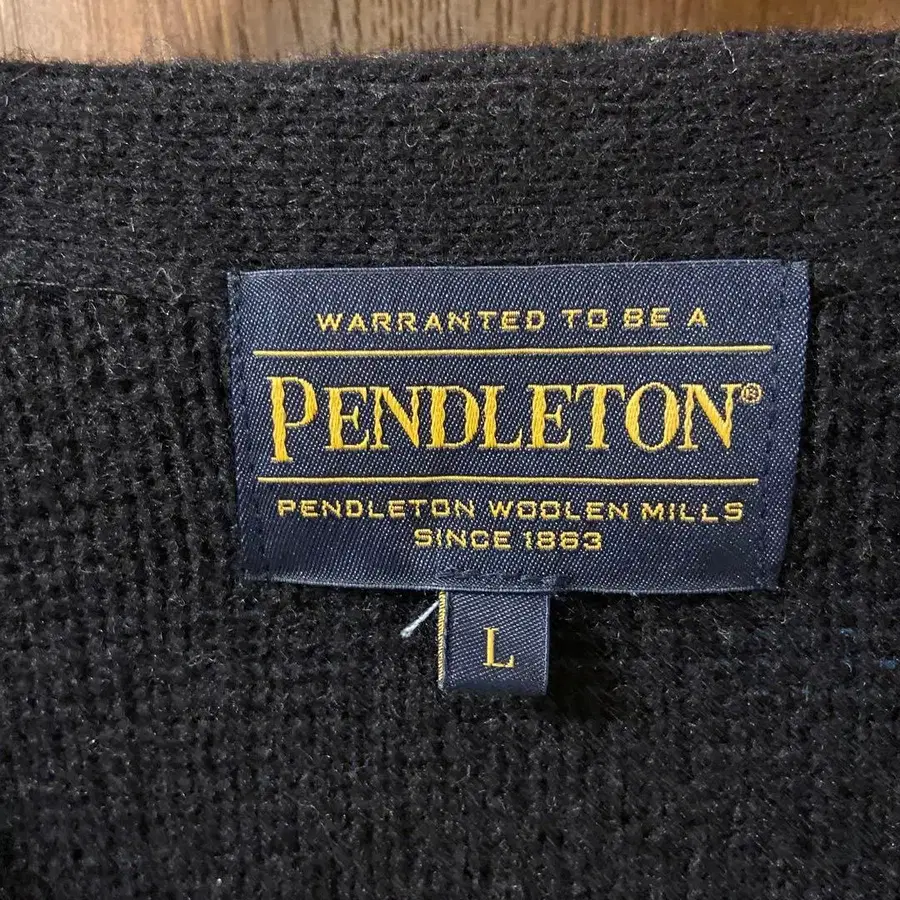 WARRANTED TO BE A
PENDLETON®
PENDLETON WOOLEN MILLS
SINCE 1863
L